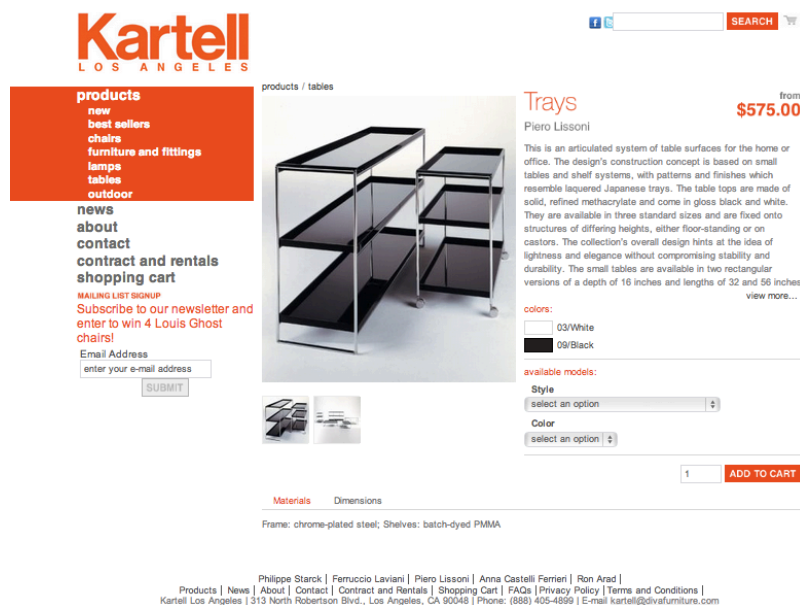 Kartell
LOS ANGELES
SEARCH
products
new
best sellers
chairs
furniture and fittings
lamps
tables
outdoor
news
about
contact
contract and rentals
shopping cart
MAILING LIST SIGNUP
Subscribe to our newsletter and
enter to win 4 Louis Ghost
chairs!
Email Address
enter your e-mail address
SUBMIT
products / tables
Trays
from
$575.00
Piero Lissoni
This is an articulated system of table surfaces for the home or
office. The design's construction concept is based on small
tables and shelf systems, with patterns and finishes which
resemble laquered Japanese trays. The table tops are made of
solid, refined methacrylate and come in gloss black and white.
They are available in three standard sizes and are fixed onto
structures of differing heights, either floor-standing or on
castors. The collection's overall design hints at the idea of
lightness and elegance without compromising stability and
durability. The small tables are available in two rectangular
versions of a depth of 16 inches and lengths of 32 and 56 inches
view more...
colors:
03/White
09/Black
available models:
Style
select an option
Color
select an option
1
ADD TO CART
Materials Dimensions
Frame: chrome-plated steel; Shelves: batch-dyed PMMA
Philippe Starck | Ferruccio Laviani | Piero Lissoni | Anna Castelli Ferrieri | Ron Arad |
Products | News | About | Contact | Contract and Rentals | Shopping Cart | FAQs | Privacy Policy | Terms and Conditions |
Kartell Los Angeles | 313 North Robertson Blvd., Los Angeles, CA 90048 | Phone: (888) 405-4899 | E-mail kartell@divafurniture.com